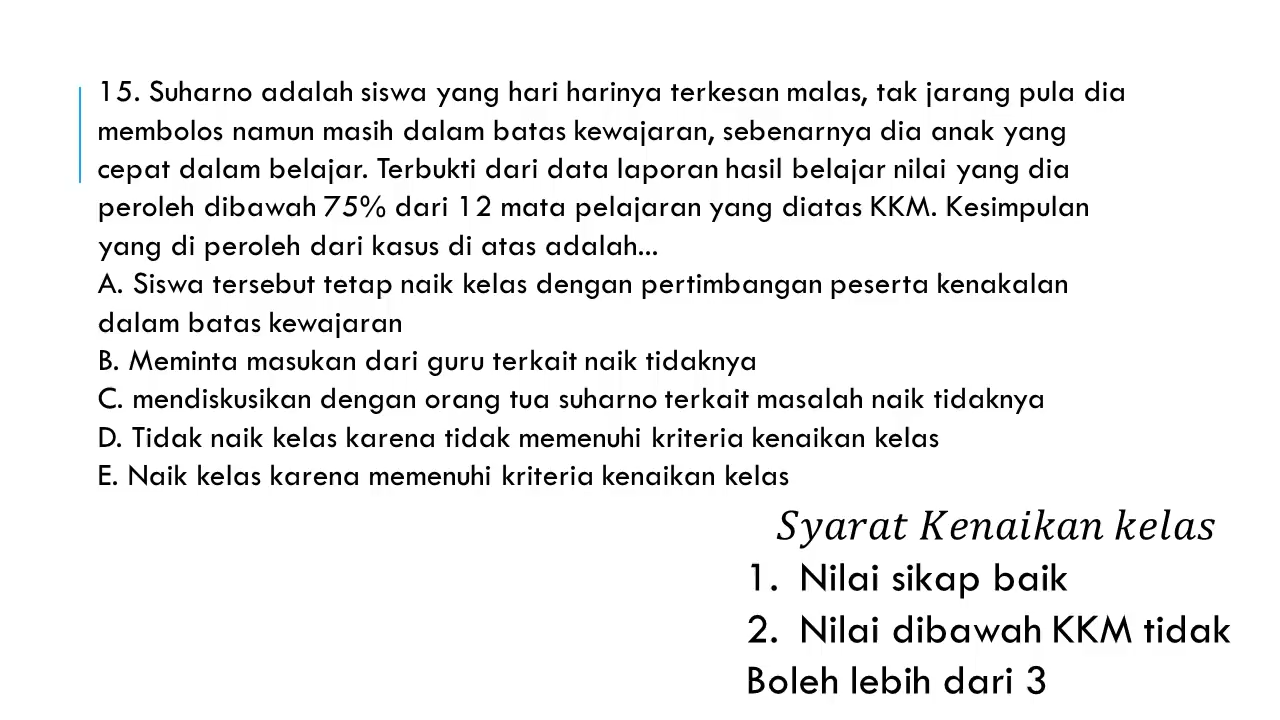 15. Suharno adalah siswa yang hari harinya terkesan malas, tak jarang pula dia
membolos namun masih dalam batas kewajaran, sebenarnya dia anak yang
cepat dalam belajar. Terbukti dari data laporan hasil belajar nilai yang dia
peroleh dibawah 75% dari 12 mata pelajaran yang diatas KKM. Kesimpulan
yang di peroleh dari kasus di atas adalah...
A. Siswa tersebut tetap naik kelas dengan pertimbangan peserta kenakalan
dalam batas kewajaran
B. Meminta masukan dari guru terkait naik tidaknya
C. mendiskusikan dengan orang tua suharno terkait masalah naik tidaknya
D. Tidak naik kelas karena tidak memenuhi kriteria kenaikan kelas
E. Naik kelas karena memenuhi kriteria kenaikan kelas
Syarat Kenaikan kelas
1. Nilai sikap baik
2. Nilai dibawah KKM tidak
Boleh lebih dari 3